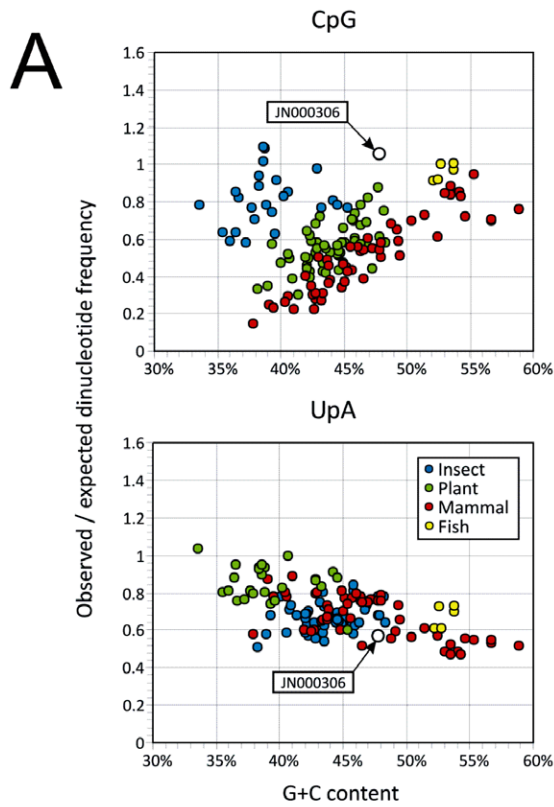 A
CpG
1.6
1.4
1.2
1
0.8
0.6
0.4
0.2
0
JN000306
30% 35% 40% 45% 50% 55% 60%
Observed / expected dinucleotide frequency
UpA
1.6
1.4
1.2
1
0.8
0.6
0.4
0.2
0
Insect
Plant
Mammal
Fish
JN000306
30% 35% 40% 45% 50% 55% 60%
G+C content